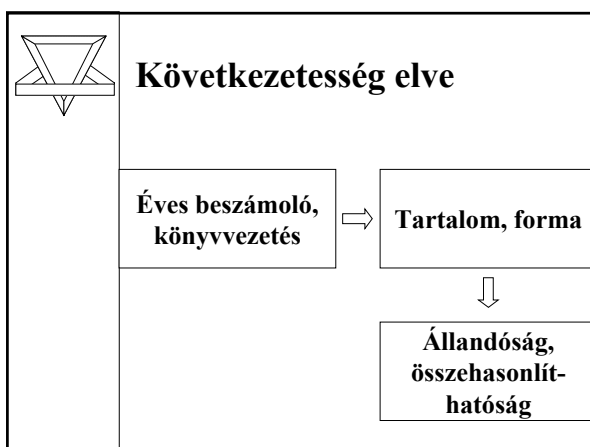 Következetesség elve
Éves beszámoló,
könyvvezetés
Tartalom, forma
Állandóság,
összehasonlít-
hatóság